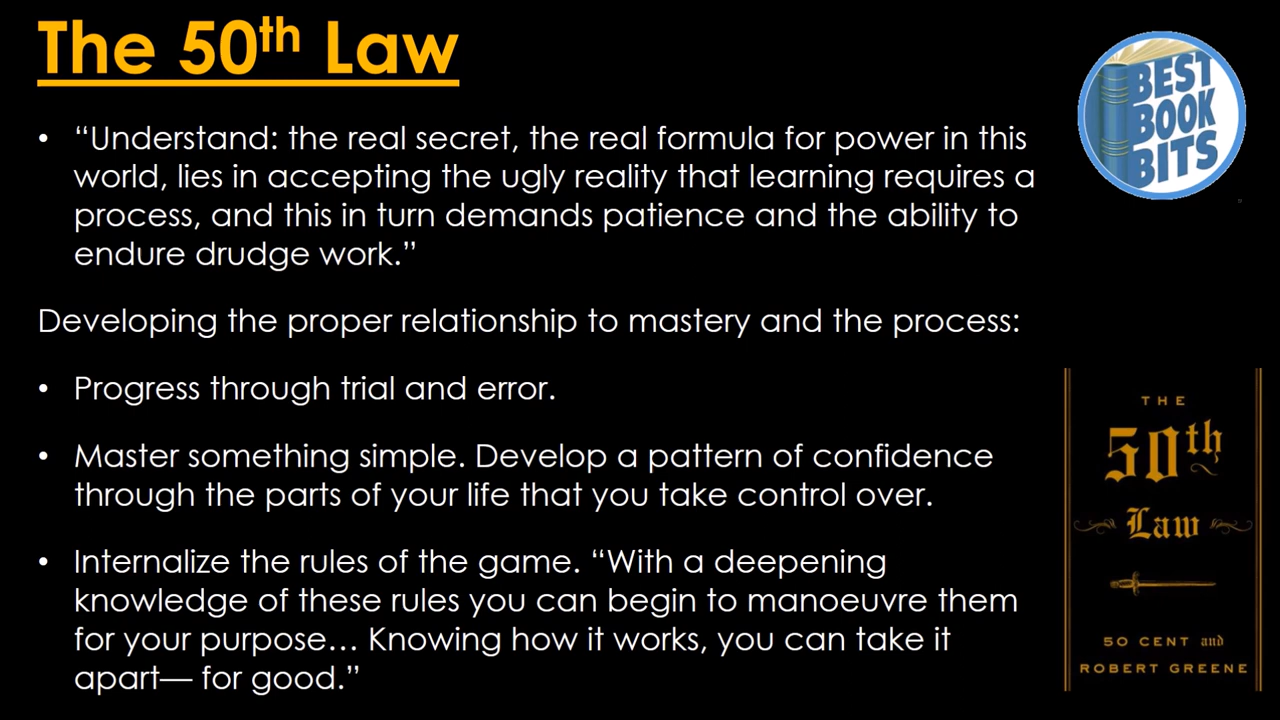 The 50th Law
BEST
BOOK
BITS
• “Understand: the real secret, the real formula for power in this
world, lies in accepting the ugly reality that learning requires a
process, and this in turn demands patience and the ability to
endure drudge work.”
Developing the proper relationship to mastery and the process:
• Progress through trial and error.
• Master something simple. Develop a pattern of confidence
through the parts of your life that you take control over.
• Internalize the rules of the game. “With a deepening
knowledge of these rules you can begin to manoeuvre them
for your purpose… Knowing how it works, you can take it
apart— for good.”
THE
50th
Law
50 CENT and
ROBERT GREENE